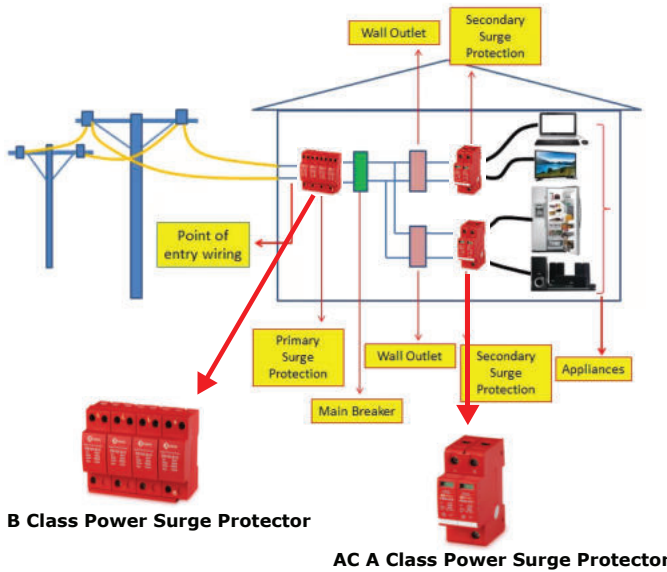 Wall Outlet
Secondary
Surge
Protection
Point of
entry wiring
Primary
Surge
Protection
Wall Outlet
Secondary
Surge
Protection
Appliances
Main Breaker
B Class Power Surge Protector
AC A Class Power Surge Protector